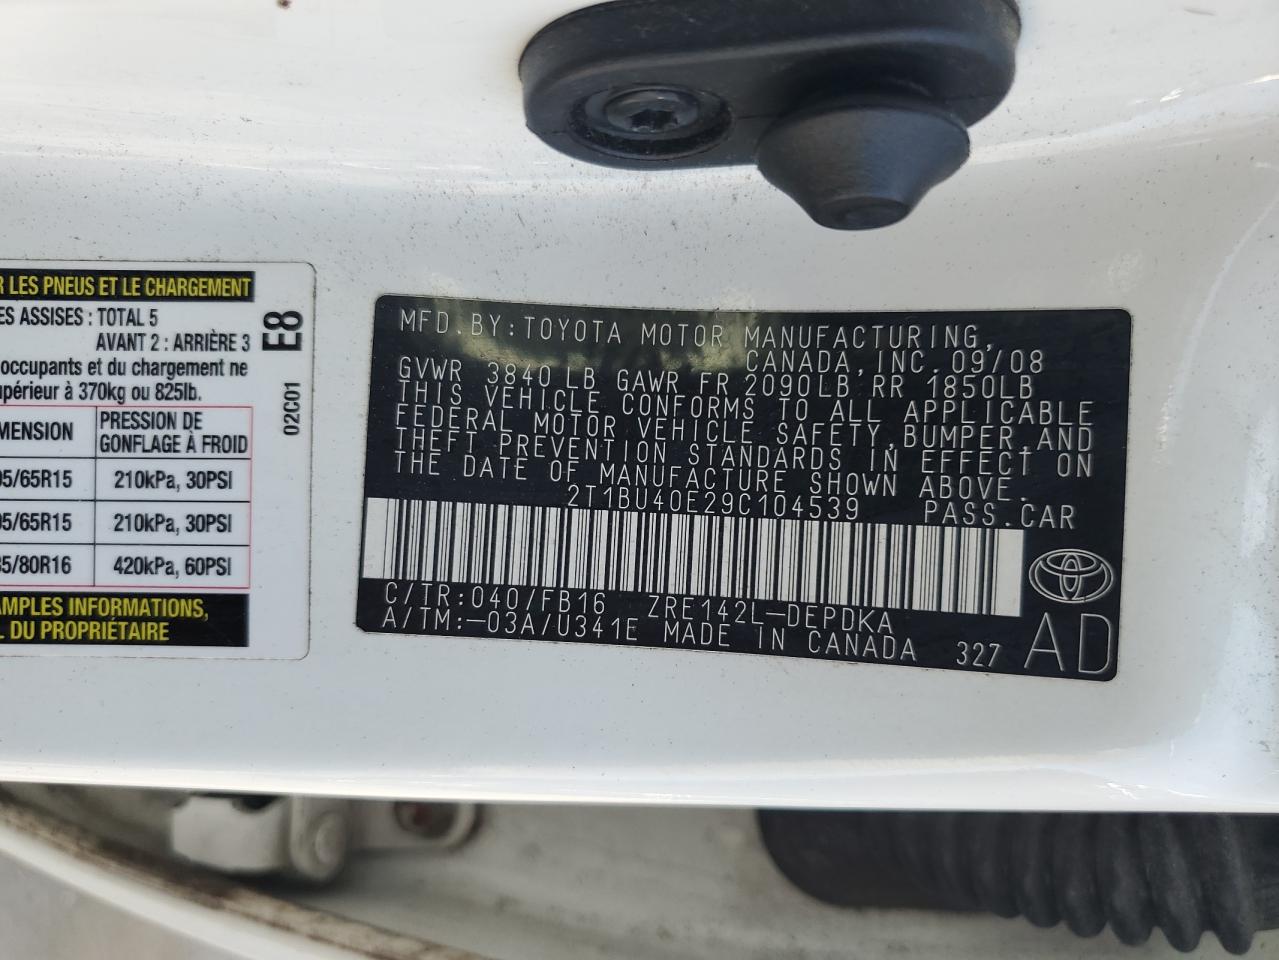 R LES PNEUS ET LE CHARGEMENT
ES ASSISES : TOTAL 5
AVANT 2 : ARRIÈRE 3
occupants et du chargement ne
upérieur à 370kg ou 825lb.
MENSION
PRESSION DE
GONFLAGE À FROID
95/65R15 210kPa, 30PSI
95/65R15 210kPa, 30PSI
35/80R16 420kPa, 60PSI
AMPLES INFORMATIONS,
L DU PROPRIÉTAIRE
E8
02C01
MFD.BY:TOYOTA MOTOR MANUFACTURING,
CANADA,INC.09/08
GVWR 3840LB GAWR FR 2090LB RR 1850LB
THIS VEHICLE CONFORMS TO ALL APPLICABLE
FEDERAL MOTOR VEHICLE SAFETY,BUMPER,AND
THEFT PREVENTION STANDARDS IN EFFECT ON
THE DATE OF MANUFACTURE SHOWN ABOVE.
2T1BU40E29C104539 PASS.CAR
C/TR:040/FB16 ZRE142L-DEPDKA
A/TM:-03A/U341E MADE IN CANADA 327 AD